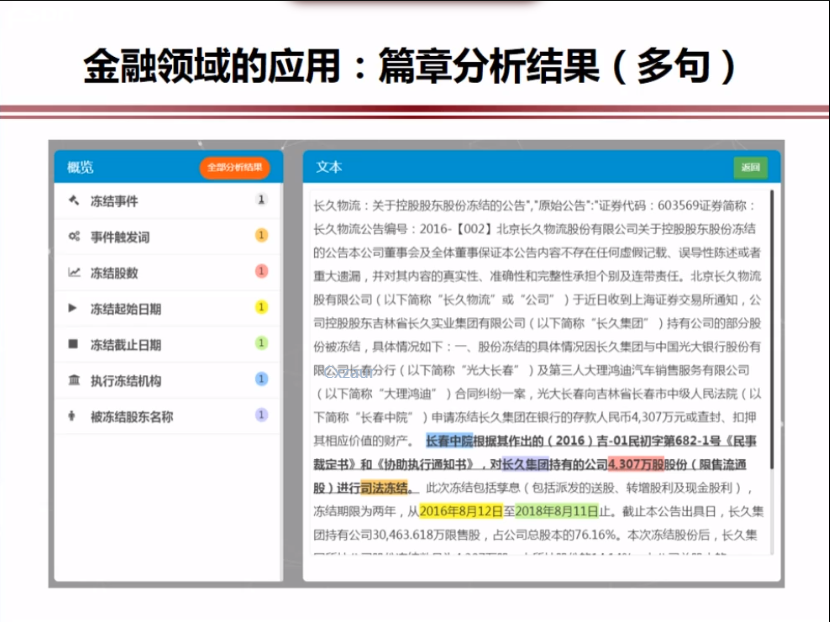 金融领域的应用：篇章分析结果（多句）
概览
全部分析结果
冻结事件 1
事件触发词 1
冻结股数 1
冻结起始日期 1
冻结截止日期 1
执行冻结机构 1
被冻结股东名称 1
文本
返回
长久物流：关于控股股东股份冻结的公告","原始公告":"证券代码：603569证券简称：
长久物流公告编号：2016-【002】北京长久物流股份有限公司关于控股股东股份冻结
的公告本公司董事会及全体董事保证本公告内容不存在任何虚假记载、误导性陈述或者
重大遗漏，并对其内容的真实性、准确性和完整性承担个别及连带责任。北京长久物流
股有限公司（以下简称“长久物流”或“公司”）于近日收到上海证券交易所通知，公
司控股股东吉林省长久实业集团有限公司（以下简称“长久集团”）持有公司的部分股
份被冻结，具体情况如下：一、股份冻结的具体情况因长久集团与中国光大银行股份有
限公司长春分行（以下简称“光大长春”）及第三人大理鸿迪汽车销售服务有限公司
（以下简称“大理鸿迪”）合同纠纷一案，光大长春向吉林省长春市中级人民法院（以
下简称“长春中院”）申请冻结长久集团在银行的存款人民币4,307万元或查封、扣押
其相应价值的财产。 长春中院根据其作出的（2016）吉-01民初字第682-1号《民事
裁定书》和《协助执行通知书》，对长久集团持有的公司4,307万股股份（限售流通
股）进行司法冻结。 此次冻结包括孳息（包括派发的送股、转增股利及现金股利），
冻结期限为两年，从2016年8月12日至2018年8月11日止。截止本公告出具日，长久集
团持有公司30,463.618万限售股，占公司总股本的76.16%。本次冻结股份后，长久集